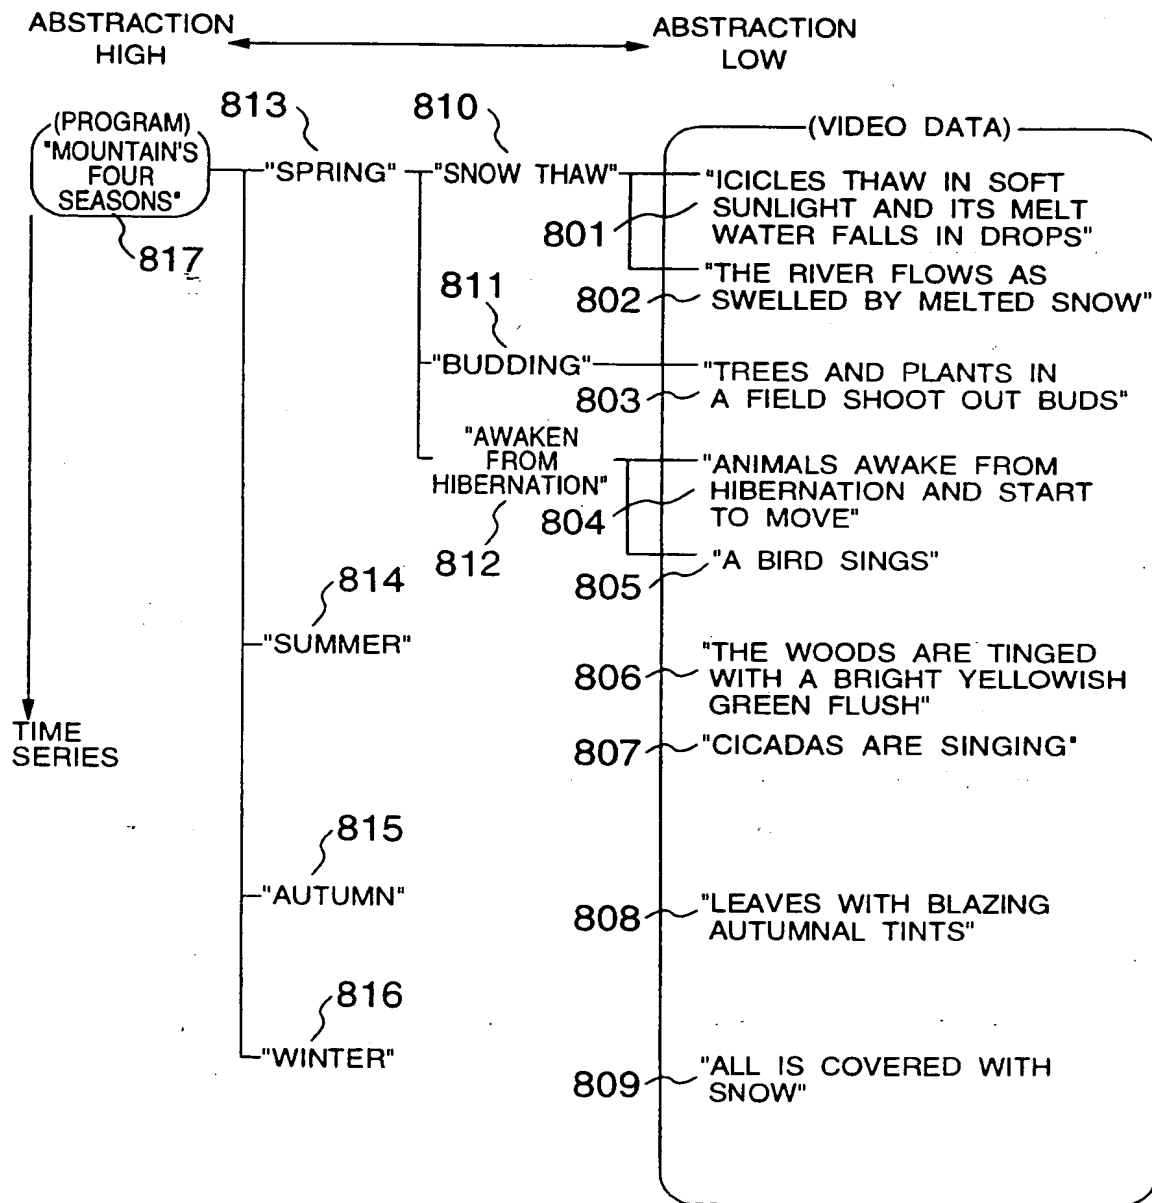 ABSTRACTION
HIGH
ABSTRACTION
LOW
813
810
(PROGRAM)
"MOUNTAIN'S
FOUR
SEASONS"
817
"SPRING"
"SNOW THAW"
(VIDEO DATA)
"ICICLES THAW IN SOFT
SUNLIGHT AND ITS MELT
WATER FALLS IN DROPS"
801
"THE RIVER FLOWS AS
SWELLED BY MELTED SNOW"
802
811
"BUDDING"
"TREES AND PLANTS IN
A FIELD SHOOT OUT BUDS"
803
"AWAKEN
FROM
HIBERNATION"
812
"ANIMALS AWAKE FROM
HIBERNATION AND START
TO MOVE"
804
"A BIRD SINGS"
805
814
"SUMMER"
"THE WOODS ARE TINGED
WITH A BRIGHT YELLOWISH
GREEN FLUSH"
806
TIME
SERIES
"CICADAS ARE SINGING"
807
815
"AUTUMN"
"LEAVES WITH BLAZING
AUTUMNAL TINTS"
808
816
"WINTER"
"ALL IS COVERED WITH
SNOW"
809